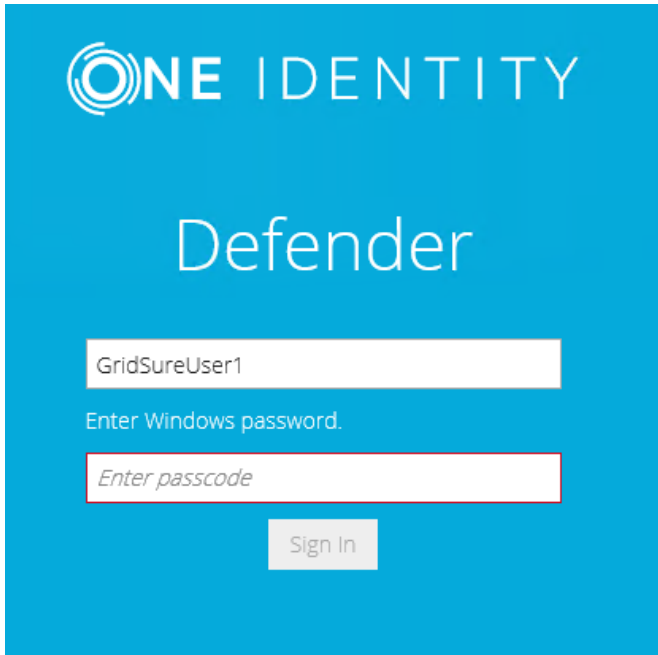 ONE IDENTITY
Defender
GridSureUser1
Enter Windows password.
Enter passcode
Sign In